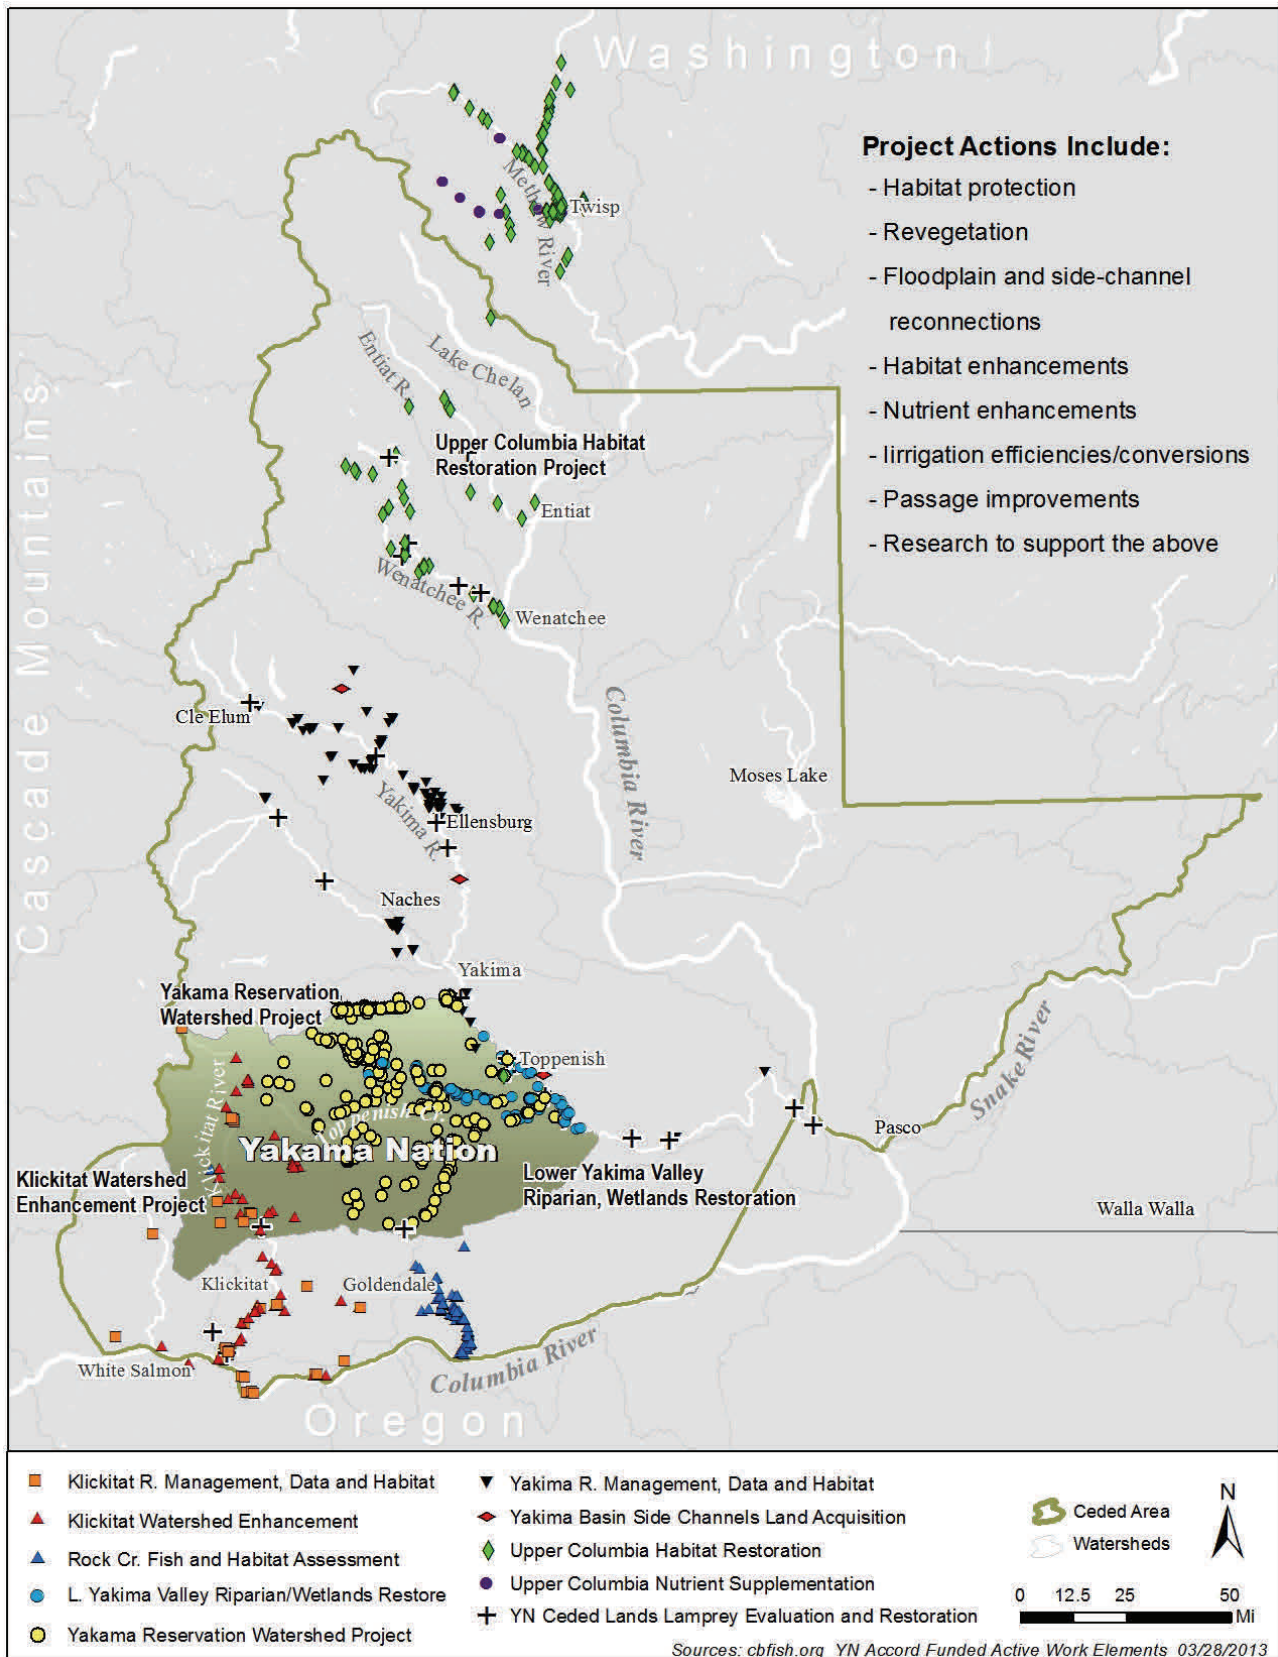 Washington
Project Actions Include:
- Habitat protection
- Revegetation
- Floodplain and side-channel
reconnections
- Habitat enhancements
- Nutrient enhancements
- Iirrigation efficiencies/conversions
- Passage improvements
- Research to support the above
Methow River
Twisp
Entiat R.
Lake Chelan
Upper Columbia Habitat
Restoration Project
Entiat
Wenatchee R.
Wenatchee
Cascade Mountains
Cle Elum
Columbia River
Moses Lake
Yakima R.
Ellensburg
Naches
Yakima
Yakama Reservation
Watershed Project
Toppenish
Klickitat River
Toppenish Cr.
Yakama Nation
Snake River
Pasco
Klickitat Watershed
Enhancement Project
Lower Yakima Valley
Riparian, Wetlands Restoration
Walla Walla
Klickitat
Goldendale
White Salmon
Columbia River
Oregon
Klickitat R. Management, Data and Habitat
Klickitat Watershed Enhancement
Rock Cr. Fish and Habitat Assessment
L. Yakima Valley Riparian/Wetlands Restore
Yakama Reservation Watershed Project
Yakima R. Management, Data and Habitat
Yakima Basin Side Channels Land Acquisition
Upper Columbia Habitat Restoration
Upper Columbia Nutrient Supplementation
YN Ceded Lands Lamprey Evaluation and Restoration
Ceded Area
Watersheds
N
0 12.5 25 50
Mi
Sources: cbfish.org YN Accord Funded Active Work Elements 03/28/2013